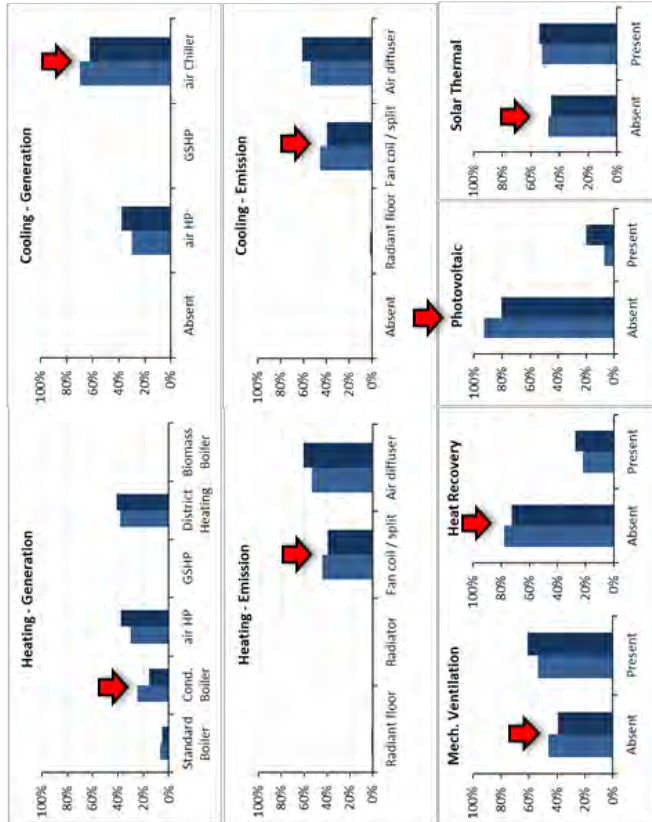 Heating - Generation
100%
80%
60%
40%
20%
0%
Standard Boiler
Cond. Boiler
air HP
GSHP
District Heating
Biomass Boiler
Cooling - Generation
100%
80%
60%
40%
20%
0%
Absent
air HP
GSHP
air Chiller
Heating - Emission
100%
80%
60%
40%
20%
0%
Radiant floor
Radiator
Fan coil / split
Air diffuser
Cooling - Emission
100%
80%
60%
40%
20%
0%
Absent
Radiant floor
Fan coil / split
Air diffuser
Mech. Ventilation
100%
80%
60%
40%
20%
0%
Absent
Present
Heat Recovery
100%
80%
60%
40%
20%
0%
Absent
Present
Photovoltaic
100%
80%
60%
40%
20%
0%
Absent
Present
Solar Thermal
100%
80%
60%
40%
20%
0%
Absent
Present